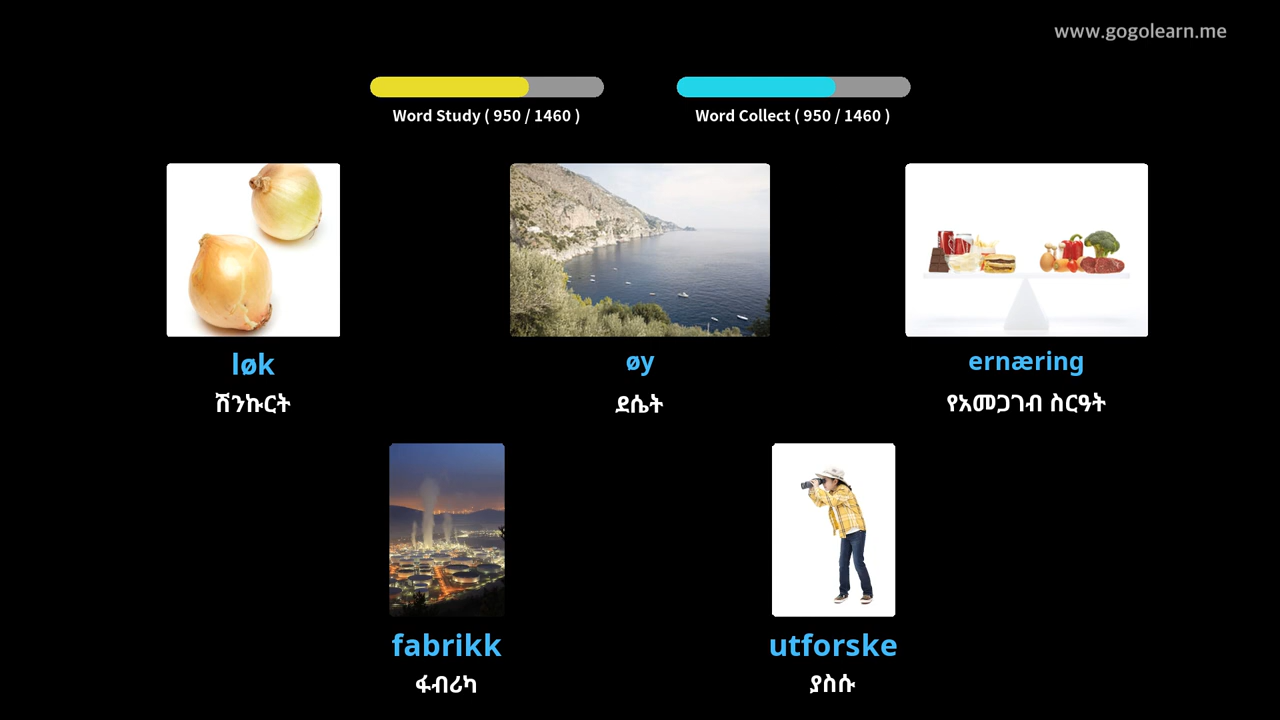 www.gogolearn.me
Word Study ( 950 / 1460 )
Word Collect ( 950 / 1460 )
løk
øy
ernæring
ሽንኩርት
ደሴት
የአመጋገብ ስርዓት
fabrikk
utforske
ፋብሪካ
ያስሱ